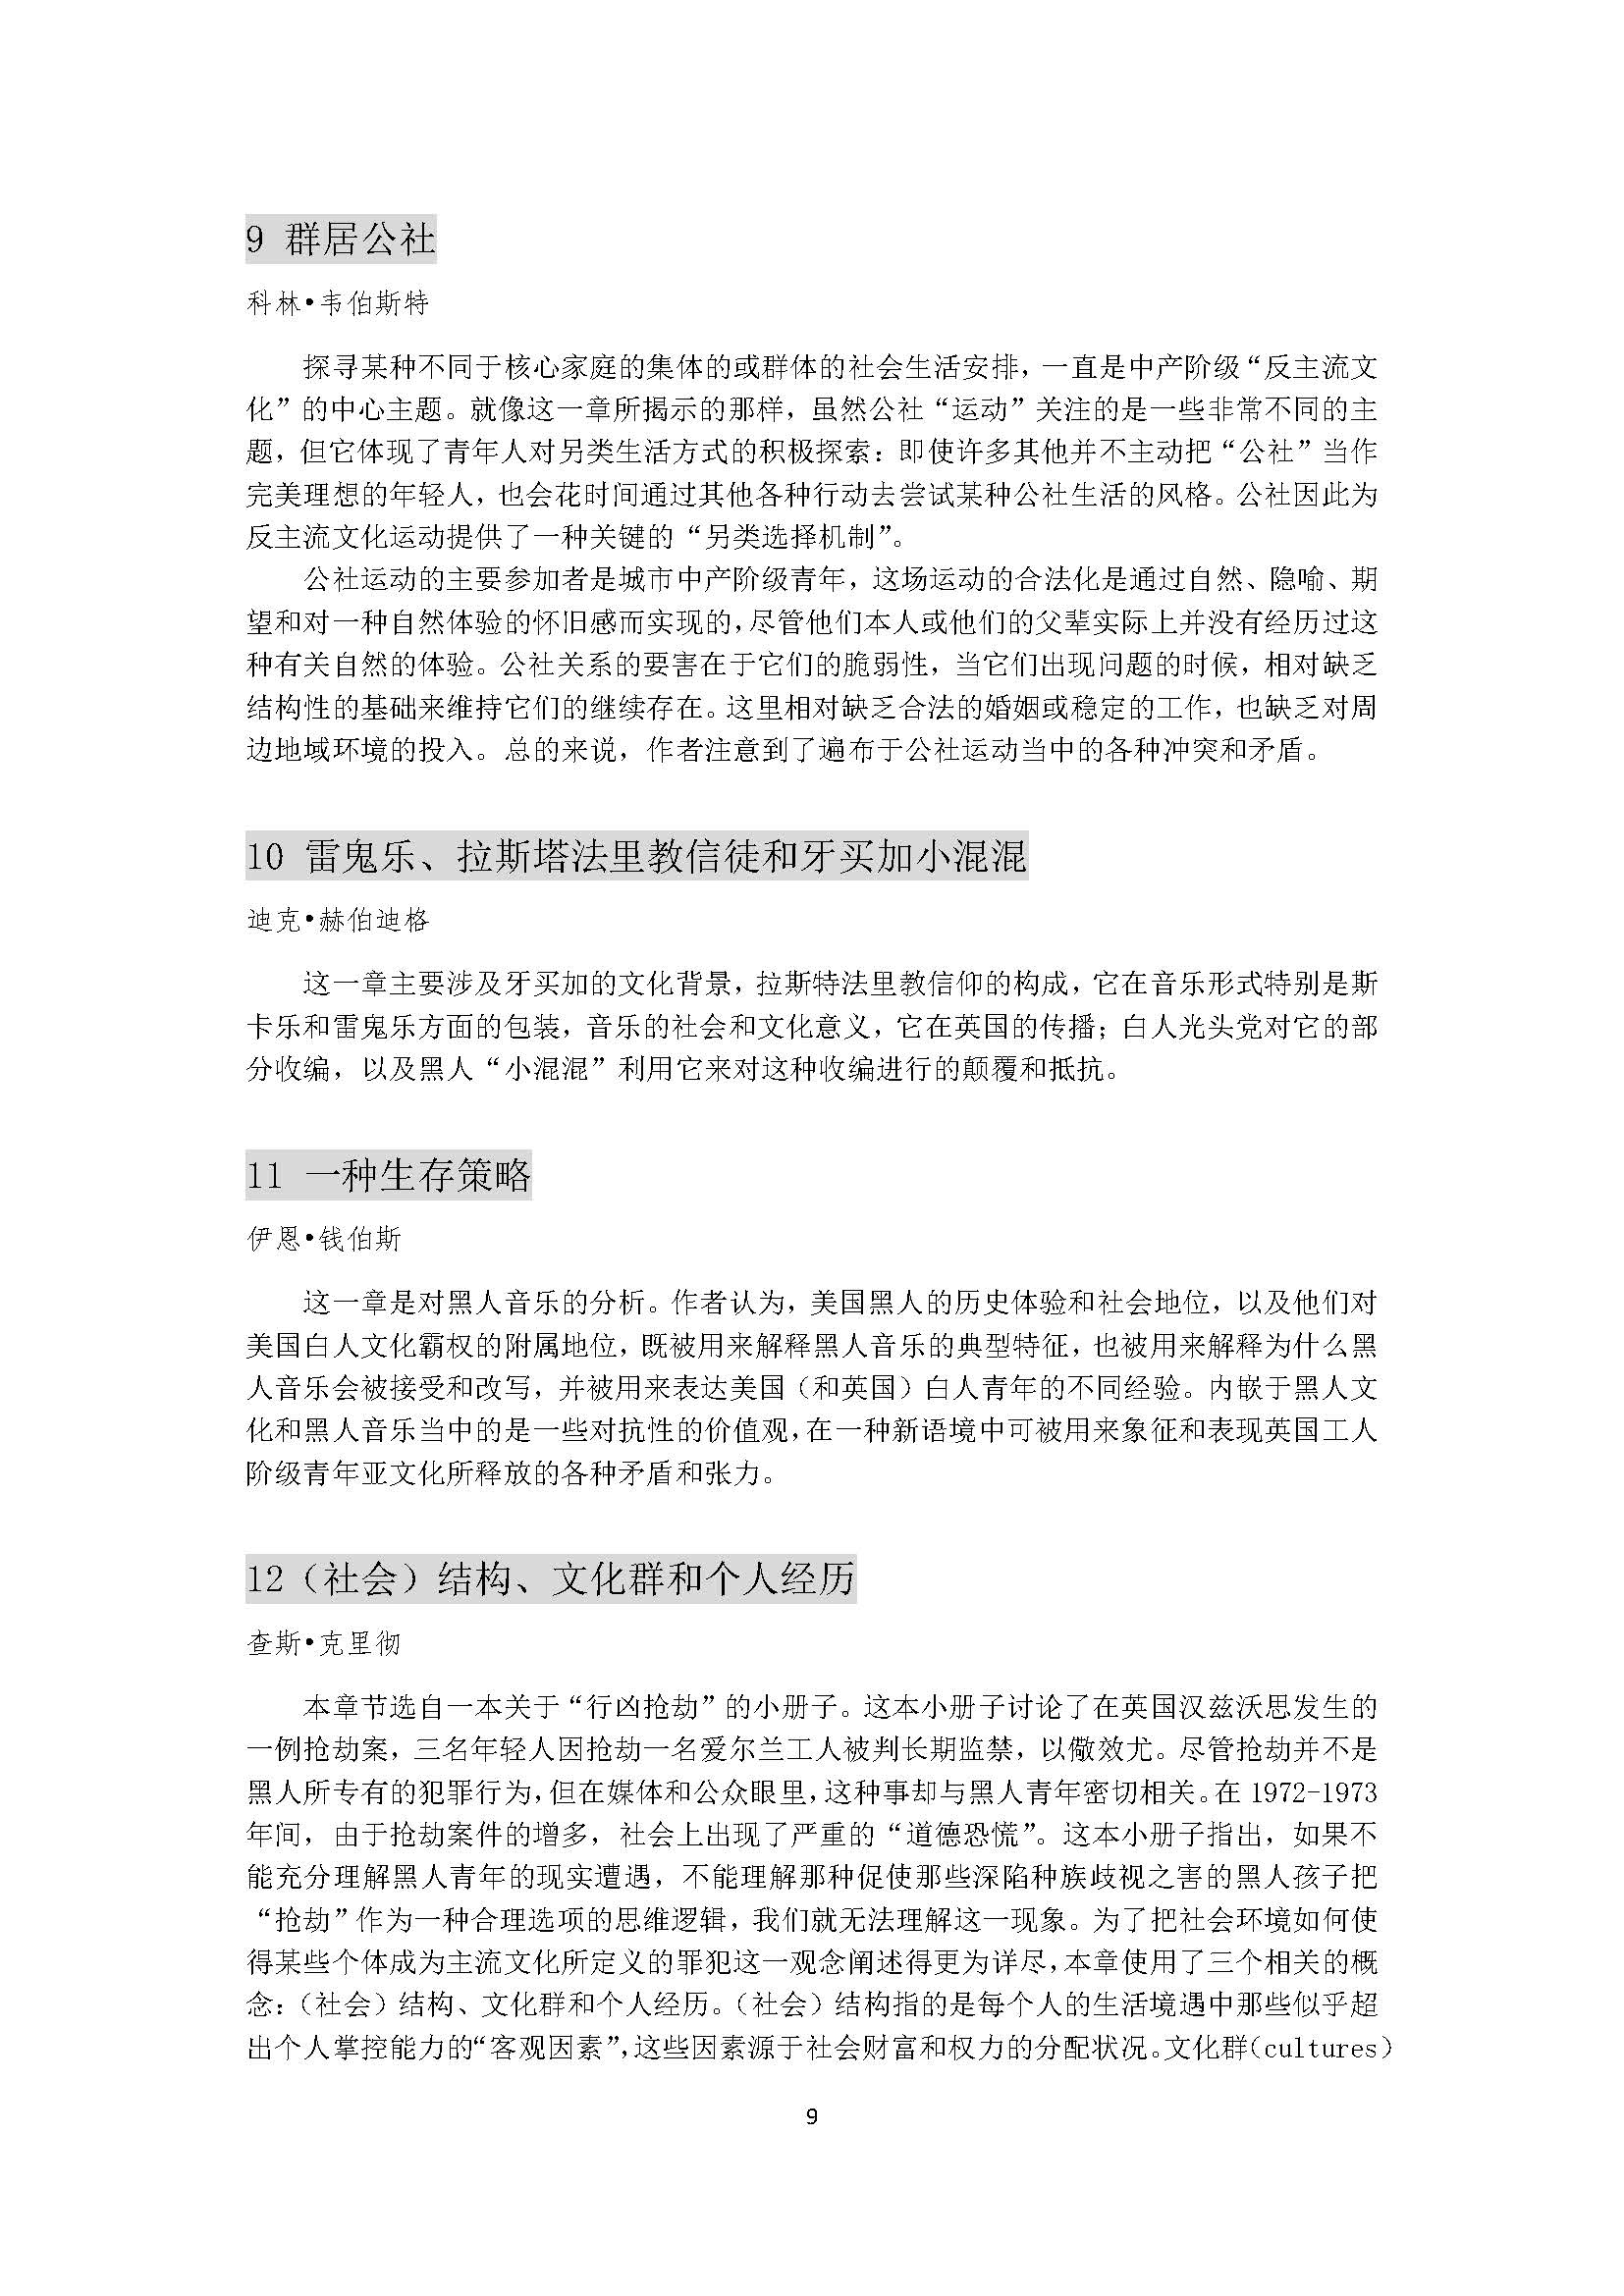 9 群居公社
科林•韦伯斯特
探寻某种不同于核心家庭的集体的或群体的社会生活安排，一直是中产阶级“反主流文
化”的中心主题。就像这一章所揭示的那样，虽然公社“运动”关注的是一些非常不同的主
题，但它体现了青年人对另类生活方式的积极探索：即使许多其他并不主动把“公社”当作
完美理想的年轻人，也会花时间通过其他各种行动去尝试某种公社生活的风格。公社因此为
反主流文化运动提供了一种关键的“另类选择机制”。
公社运动的主要参加者是城市中产阶级青年，这场运动的合法化是通过自然、隐喻、期
望和对一种自然体验的怀旧感而实现的，尽管他们本人或他们的父辈实际上并没有经历过这
种有关自然的体验。公社关系的要害在于它们的脆弱性，当它们出现问题的时候，相对缺乏
结构性的基础来维持它们的继续存在。这里相对缺乏合法的婚姻或稳定的工作，也缺乏对周
边地域环境的投入。总的来说，作者注意到了遍布于公社运动当中的各种冲突和矛盾。
10 雷鬼乐、拉斯塔法里教信徒和牙买加小混混
迪克•赫伯迪格
这一章主要涉及牙买加的文化背景，拉斯特法里教信仰的构成，它在音乐形式特别是斯
卡乐和雷鬼乐方面的包装，音乐的社会和文化意义，它在英国的传播；白人光头党对它的部
分收编，以及黑人“小混混”利用它来对这种收编进行的颠覆和抵抗。
11 一种生存策略
伊恩•钱伯斯
这一章是对黑人音乐的分析。作者认为，美国黑人的历史体验和社会地位，以及他们对
美国白人文化霸权的附属地位，既被用来解释黑人音乐的典型特征，也被用来解释为什么黑
人音乐会被接受和改写，并被用来表达美国（和英国）白人青年的不同经验。内嵌于黑人文
化和黑人音乐当中的是一些对抗性的价值观，在一种新语境中可被用来象征和表现英国工人
阶级青年亚文化所释放的各种矛盾和张力。
12（社会）结构、文化群和个人经历
查斯•克里彻
本章节选自一本关于“行凶抢劫”的小册子。这本小册子讨论了在英国汉兹沃思发生的
一例抢劫案，三名年轻人因抢劫一名爱尔兰工人被判长期监禁，以儆效尤。尽管抢劫并不是
黑人所专有的犯罪行为，但在媒体和公众眼里，这种事却与黑人青年密切相关。在 1972-1973
年间，由于抢劫案件的增多，社会上出现了严重的“道德恐慌”。这本小册子指出，如果不
能充分理解黑人青年的现实遭遇，不能理解那种促使那些深陷种族歧视之害的黑人孩子把
“抢劫”作为一种合理选项的思维逻辑，我们就无法理解这一现象。为了把社会环境如何使
得某些个体成为主流文化所定义的罪犯这一观念阐述得更为详尽，本章使用了三个相关的概
念：（社会）结构、文化群和个人经历。（社会）结构指的是每个人的生活境遇中那些似乎超
出个人掌控能力的“客观因素”，这些因素源于社会财富和权力的分配状况。文化群（cultures）
9